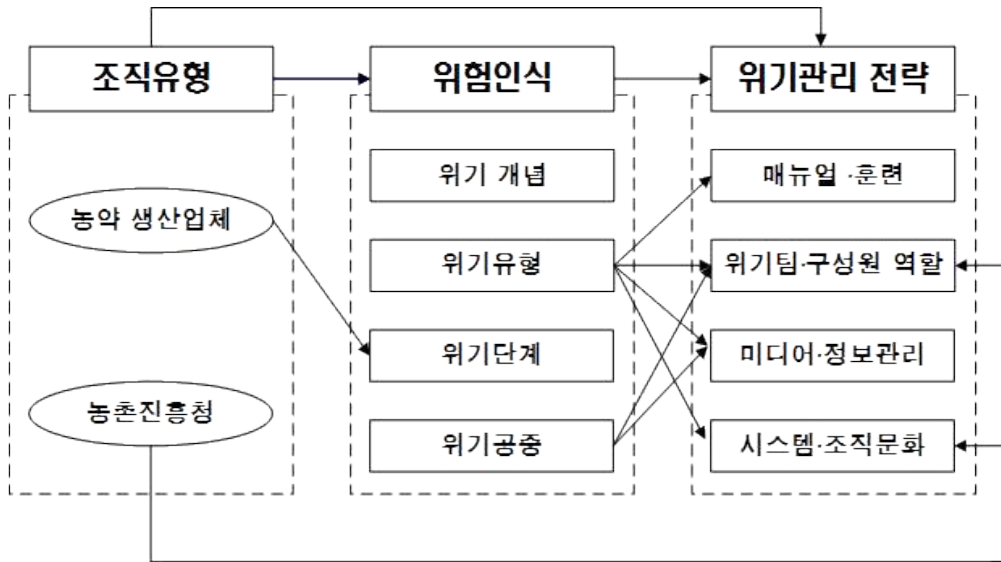 조직유형
위험인식
위기관리 전략
농약 생산업체
농촌진흥청
위기 개념
위기유형
위기단계
위기공중
매뉴얼 ·훈련
위기팀·구성원 역할
미디어·정보관리
시스템·조직문화